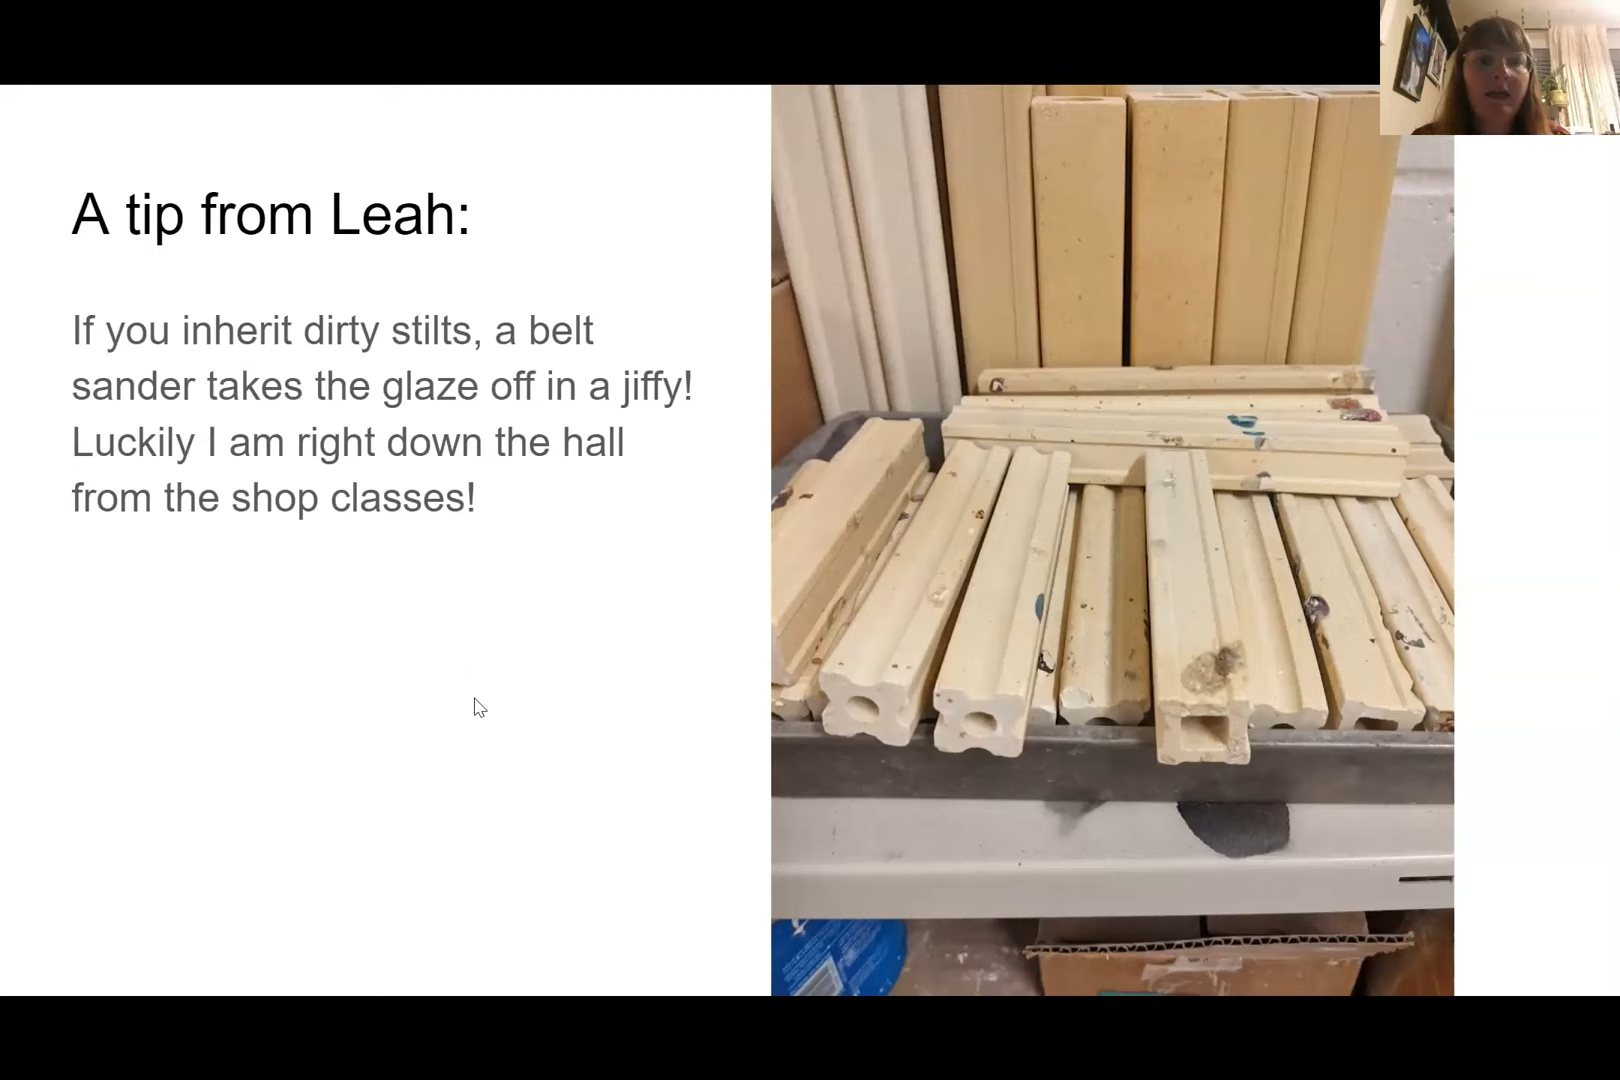 A tip from Leah:
If you inherit dirty stilts, a belt
sander takes the glaze off in a jiffy!
Luckily I am right down the hall
from the shop classes!